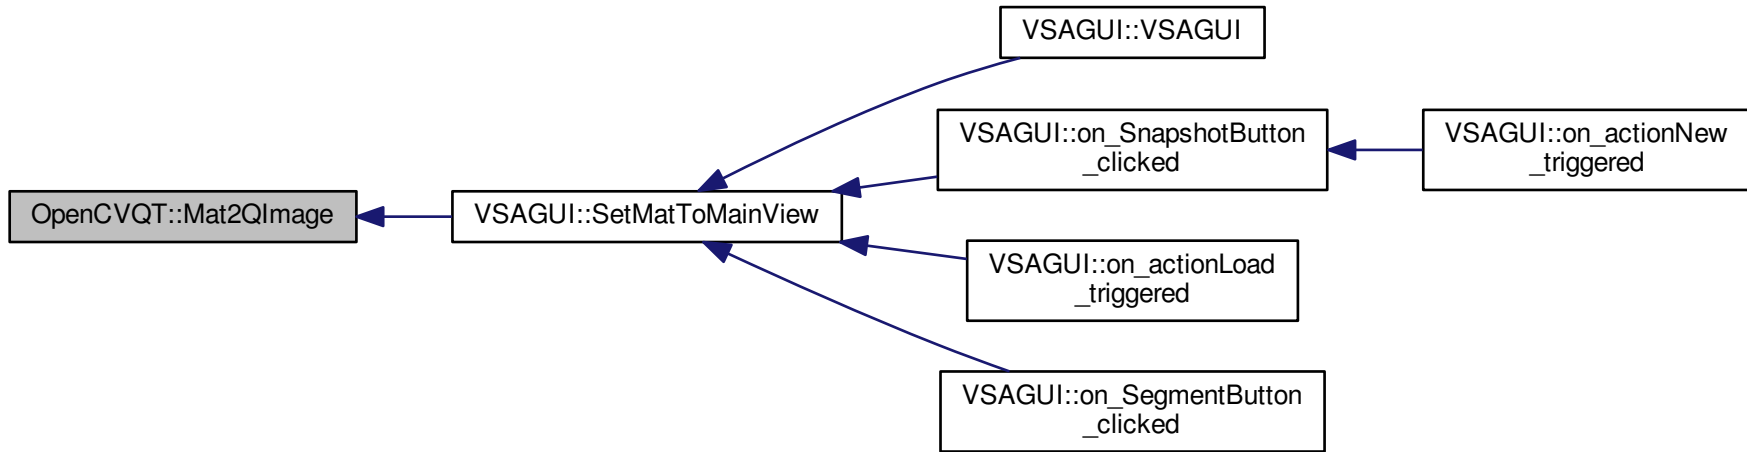 VSAGUI::VSAGUI
VSAGUI::on_SnapshotButton
_clicked
VSAGUI::on_actionNew
_triggered
OpenCVQT::Mat2QImage
VSAGUI::SetMatToMainView
VSAGUI::on_actionLoad
_triggered
VSAGUI::on_SegmentButton
_clicked